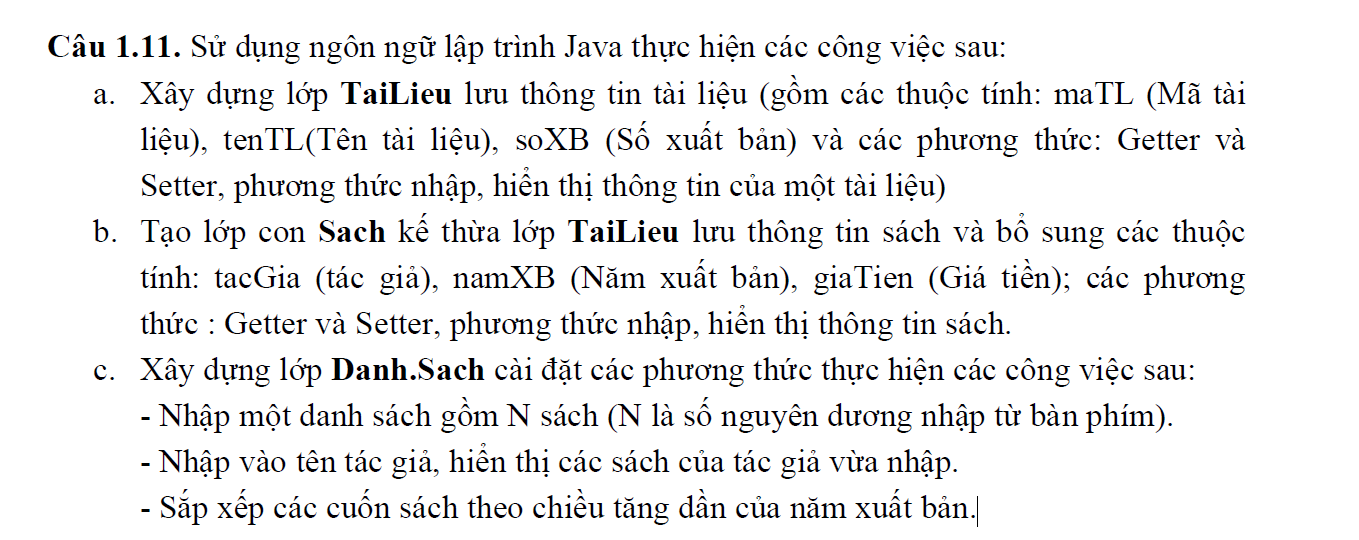 Câu 1.11. Sử dụng ngôn ngữ lập trình Java thực hiện các công việc sau:
a. Xây dựng lớp TaiLieu lưu thông tin tài liệu (gồm các thuộc tính: maTL (Mã tài
liệu), tenTL(Tên tài liệu), soXB (Số xuất bản) và các phương thức: Getter và
Setter, phương thức nhập, hiển thị thông tin của một tài liệu)
b. Tạo lớp con Sach kế thừa lớp TaiLieu lưu thông tin sách và bổ sung các thuộc
tính: tacGia (tác giả), namXB (Năm xuất bản), giaTien (Giá tiền); các phương
thức : Getter và Setter, phương thức nhập, hiển thị thông tin sách.
c. Xây dựng lớp Danh.Sach cài đặt các phương thức thực hiện các công việc sau:
- Nhập một danh sách gồm N sách (N là số nguyên dương nhập từ bàn phím).
- Nhập vào tên tác giả, hiển thị các sách của tác giả vừa nhập.
- Sắp xếp các cuốn sách theo chiều tăng dần của năm xuất bản.